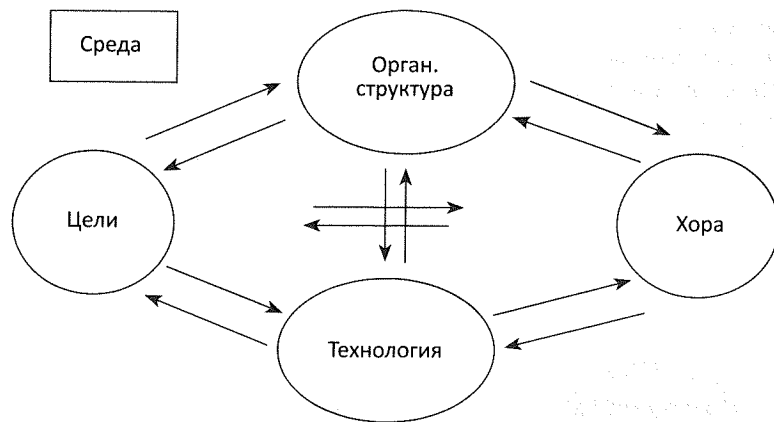 Среда
Орган.
структура
Цели
Хора
Технология